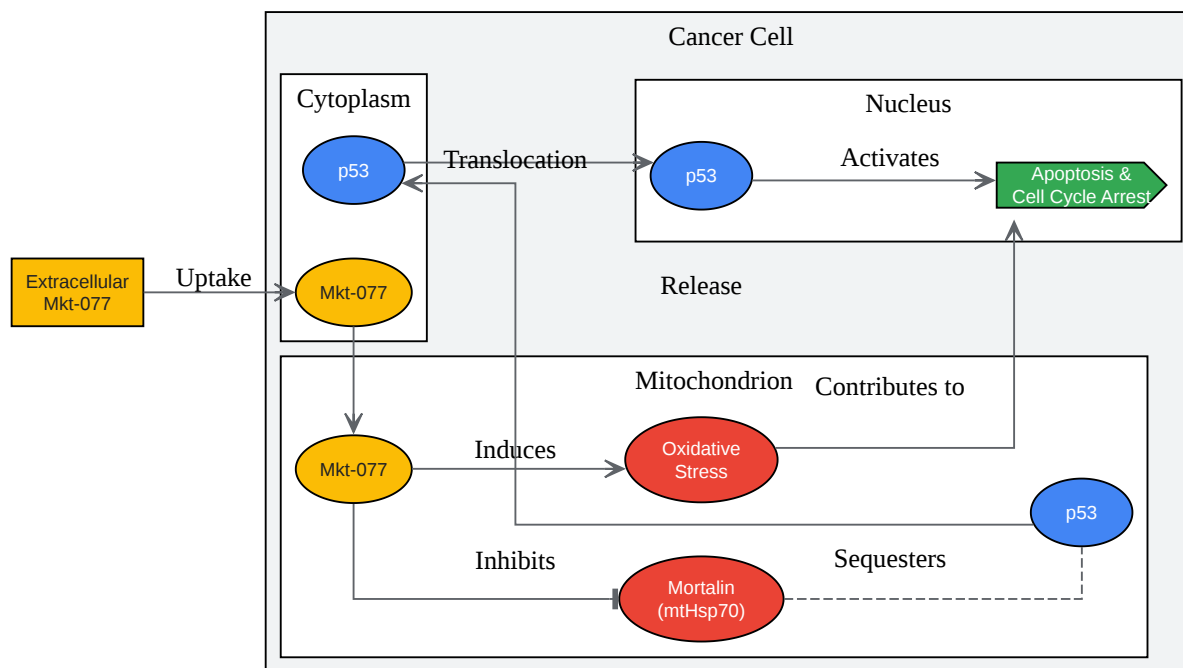 Cancer Cell
Cytoplasm
Nucleus
p53
Translocation
p53
Activates
Apoptosis &
Cell Cycle Arrest
Extracellular
Mkt-077
Uptake
Mkt-077
Release
Mitochondrion
Contributes to
Mkt-077
Induces
Oxidative
Stress
p53
Inhibits
Mortalin
(mtHsp70)
Sequesters